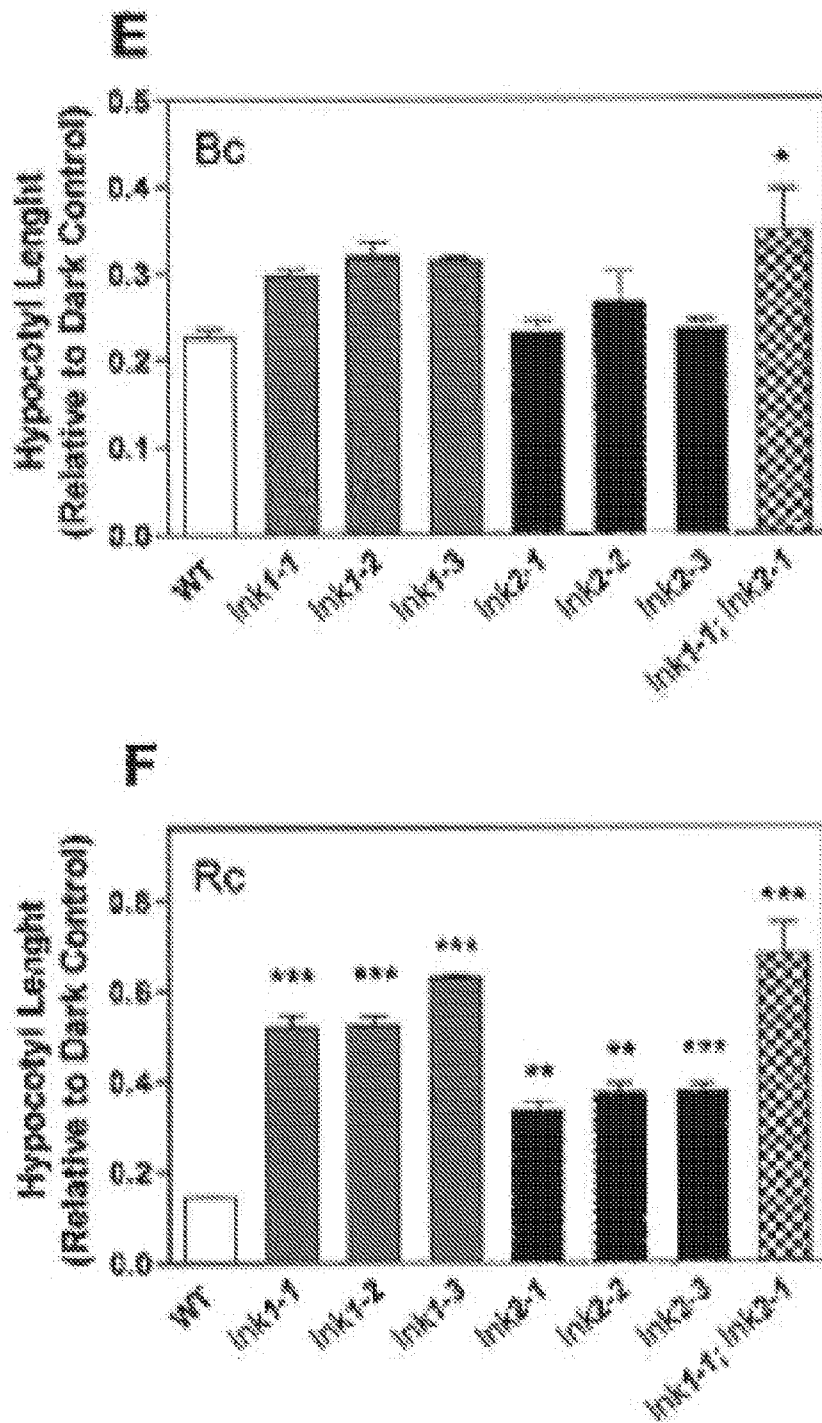 E
Hypocotyl Lenght
(Relative to Dark Control)
0.5
0.4
0.3
0.2
0.1
0.0
Bc
*
WT
lnk1-1
lnk1-2
lnk1-3
lnk2-1
lnk2-2
lnk2-3
lnk1-1; lnk2-1
F
Hypocotyl Lenght
(Relative to Dark Control)
0.8
0.6
0.4
0.2
0.0
Rc
***
***
***
**
**
***
***
WT
lnk1-1
lnk1-2
lnk1-3
lnk2-1
lnk2-2
lnk2-3
lnk1-1; lnk2-1